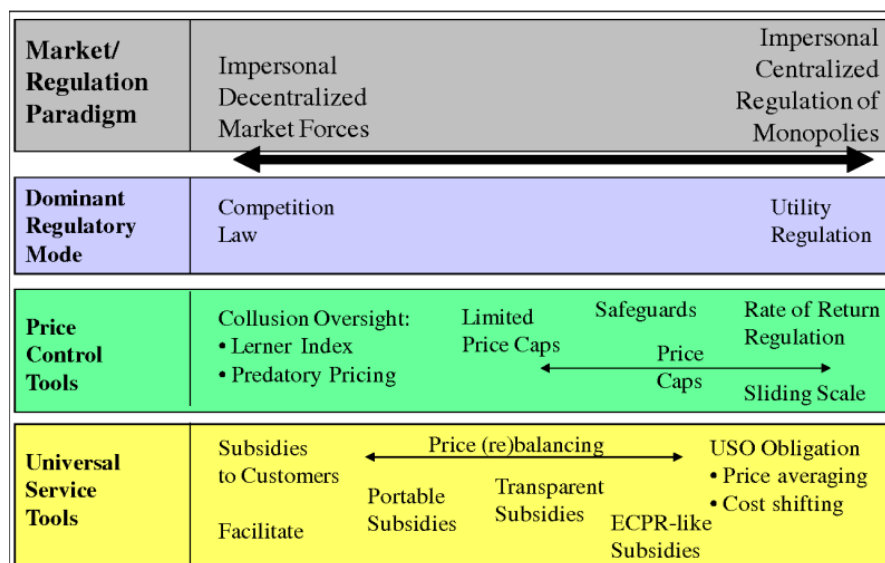 Market/
Regulation
Paradigm
Impersonal
Decentralized
Market Forces
Impersonal
Centralized
Regulation of
Monopolies
Dominant
Regulatory
Mode
Competition
Law
Utility
Regulation
Price
Control
Tools
Collusion Oversight:
• Lerner Index
• Predatory Pricing
Limited
Price Caps
Safeguards
Price
Caps
Rate of Return
Regulation
Sliding Scale
Universal
Service
Tools
Subsidies
to Customers
Facilitate
Price (re)balancing
Portable
Subsidies
Transparent
Subsidies
ECPR-like
Subsidies
USO Obligation
• Price averaging
• Cost shifting